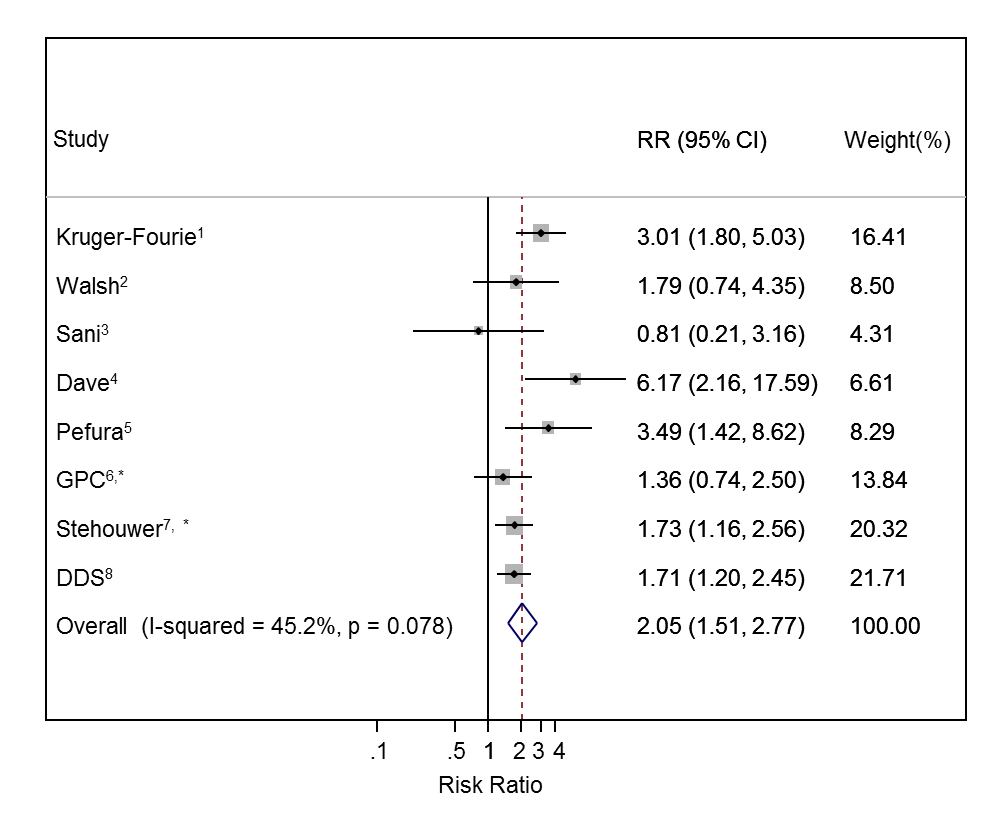 Study RR (95% CI) Weight(%)
Kruger-Fourie¹ 3.01 (1.80, 5.03) 16.41
Walsh² 1.79 (0.74, 4.35) 8.50
Sani³ 0.81 (0.21, 3.16) 4.31
Dave⁴ 6.17 (2.16, 17.59) 6.61
Pefura⁵ 3.49 (1.42, 8.62) 8.29
GPC⁶,* 1.36 (0.74, 2.50) 13.84
Stehouwer⁷, * 1.73 (1.16, 2.56) 20.32
DDS⁸ 1.71 (1.20, 2.45) 21.71
Overall (I-squared = 45.2%, p = 0.078) 2.05 (1.51, 2.77) 100.00
.1 .5 1 2 3 4
Risk Ratio